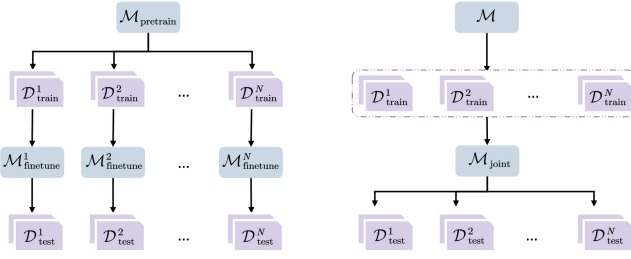 ℳ_pretrain ℳ
𝒟^1_train 𝒟^2_train ... 𝒟^N_train 𝒟^1_train 𝒟^2_train ... 𝒟^N_train
ℳ^1_finetune ℳ^2_finetune ... ℳ^N_finetune ℳ_joint
𝒟^1_test 𝒟^2_test ... 𝒟^N_test 𝒟^1_test 𝒟^2_test ... 𝒟^N_test